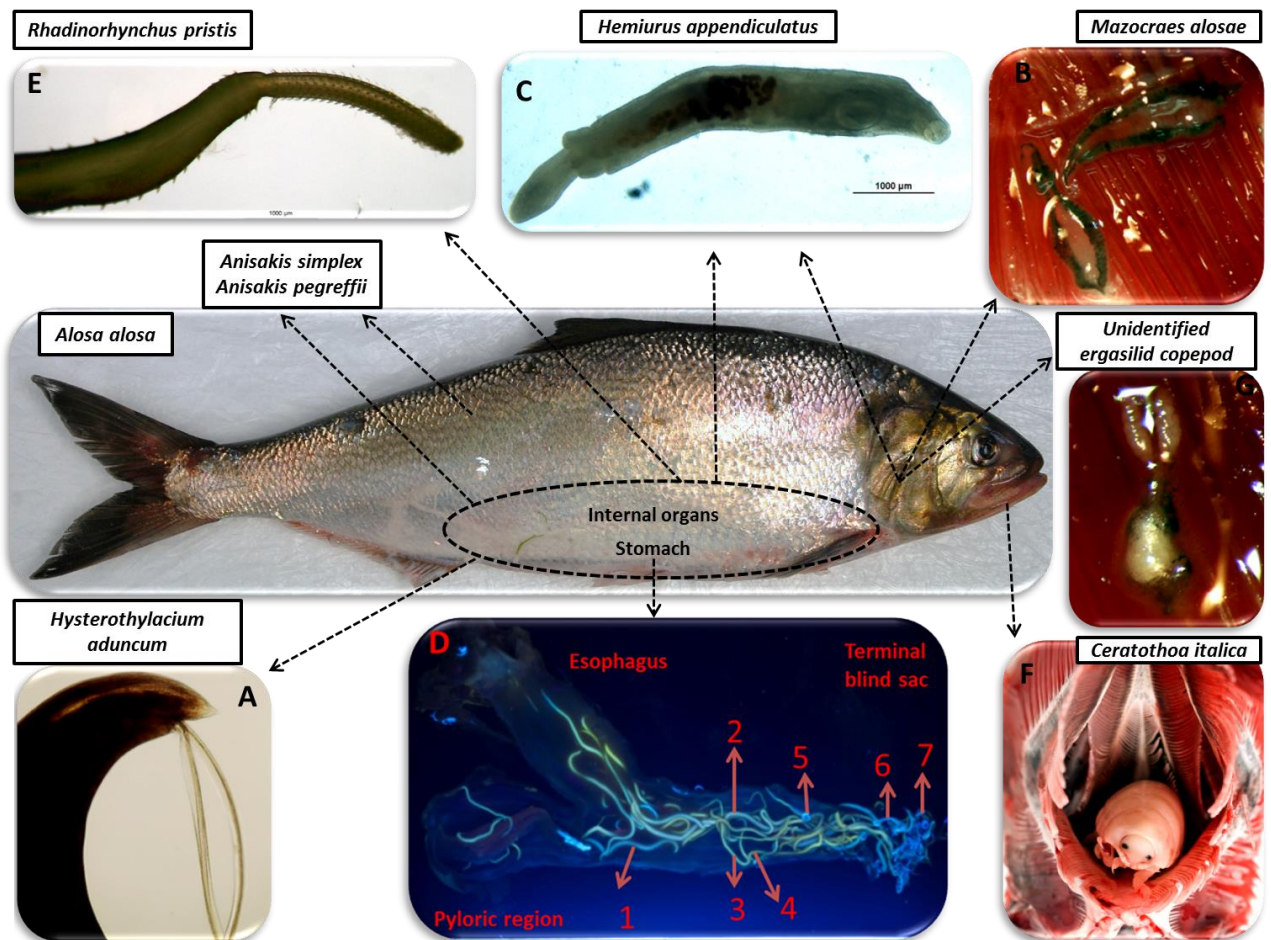 Rhadinorhynchus pristis
Hemiurus appendiculatus
Mazocraes alosae
E
C
B
1000 µm
1000 µm
Anisakis simplex
Anisakis pegreffii
Alosa alosa
Unidentified
ergasilid copepod
G
Internal organs
Stomach
Hysterothylacium
aduncum
A
D
Esophagus
Terminal
blind sac
2
5
6
7
1
3
4
Pyloric region
Ceratothoa italica
F